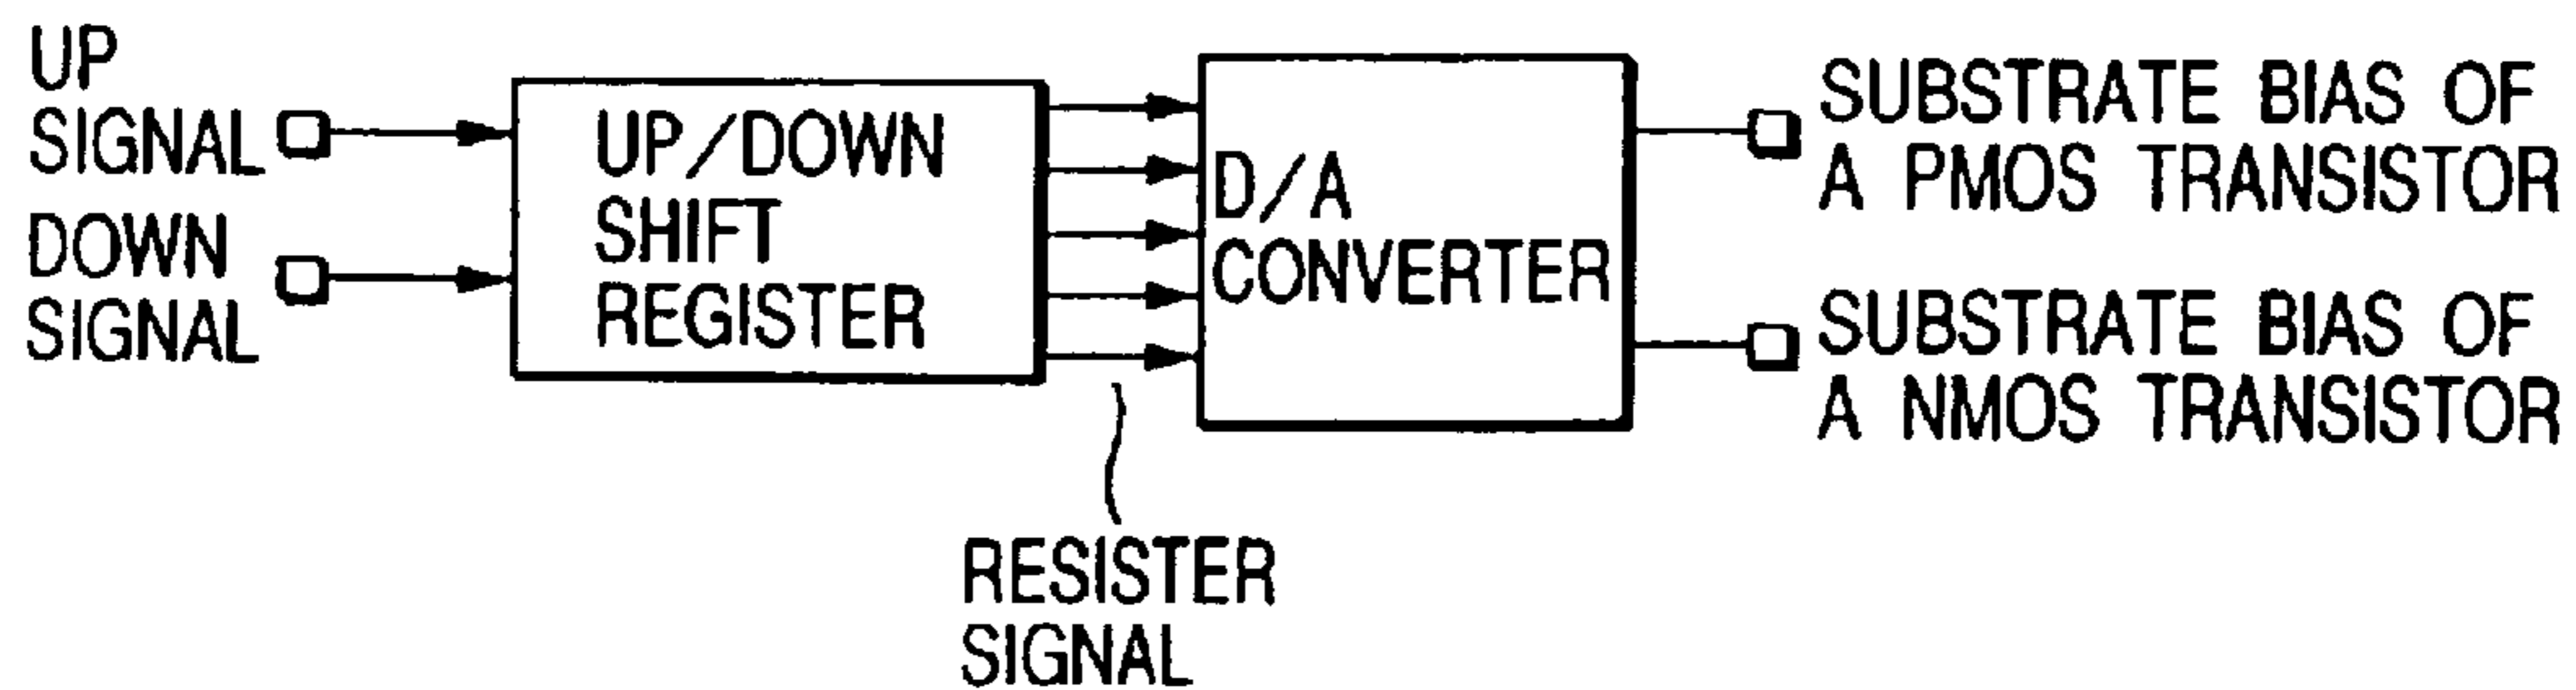 UP
SIGNAL
DOWN
SIGNAL
UP/DOWN
SHIFT
REGISTER
RESISTER
SIGNAL
D/A
CONVERTER
SUBSTRATE BIAS OF
A PMOS TRANSISTOR
SUBSTRATE BIAS OF
A NMOS TRANSISTOR